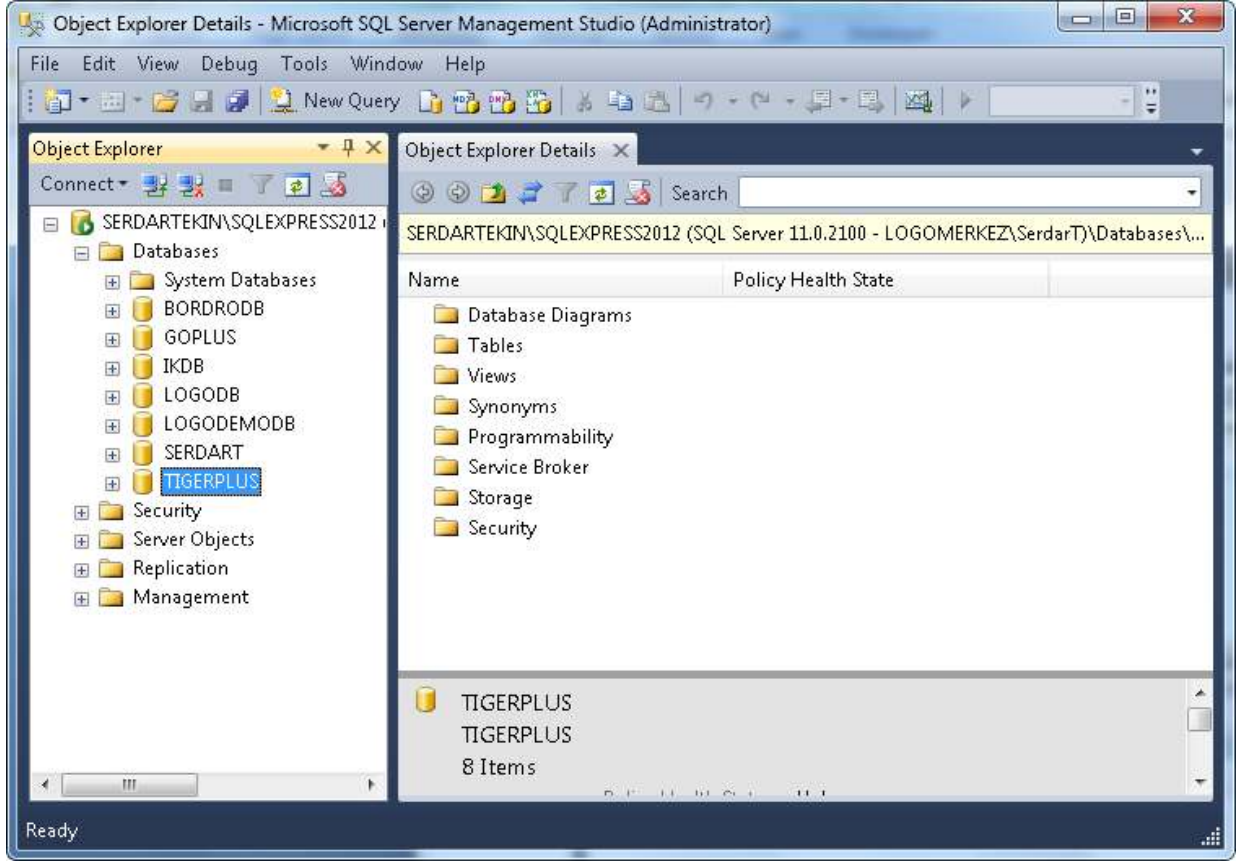 Object Explorer Details - Microsoft SQL Server Management Studio (Administrator)
File Edit View Debug Tools Window Help
New Query
Object Explorer
Connect
SERDARTEKIN\SQLEXPRESS2012 (
Databases
System Databases
BORDRODB
GOPLUS
IKDB
LOGODB
LOGODEMODB
SERDART
TIGERPLUS
Security
Server Objects
Replication
Management
Object Explorer Details
Search
SERDARTEKIN\SQLEXPRESS2012 (SQL Server 11.0.2100 - LOGOMERKEZ\SerdarT)\Databases\...
Name Policy Health State
Database Diagrams
Tables
Views
Synonyms
Programmability
Service Broker
Storage
Security
TIGERPLUS
TIGERPLUS
8 Items
Ready